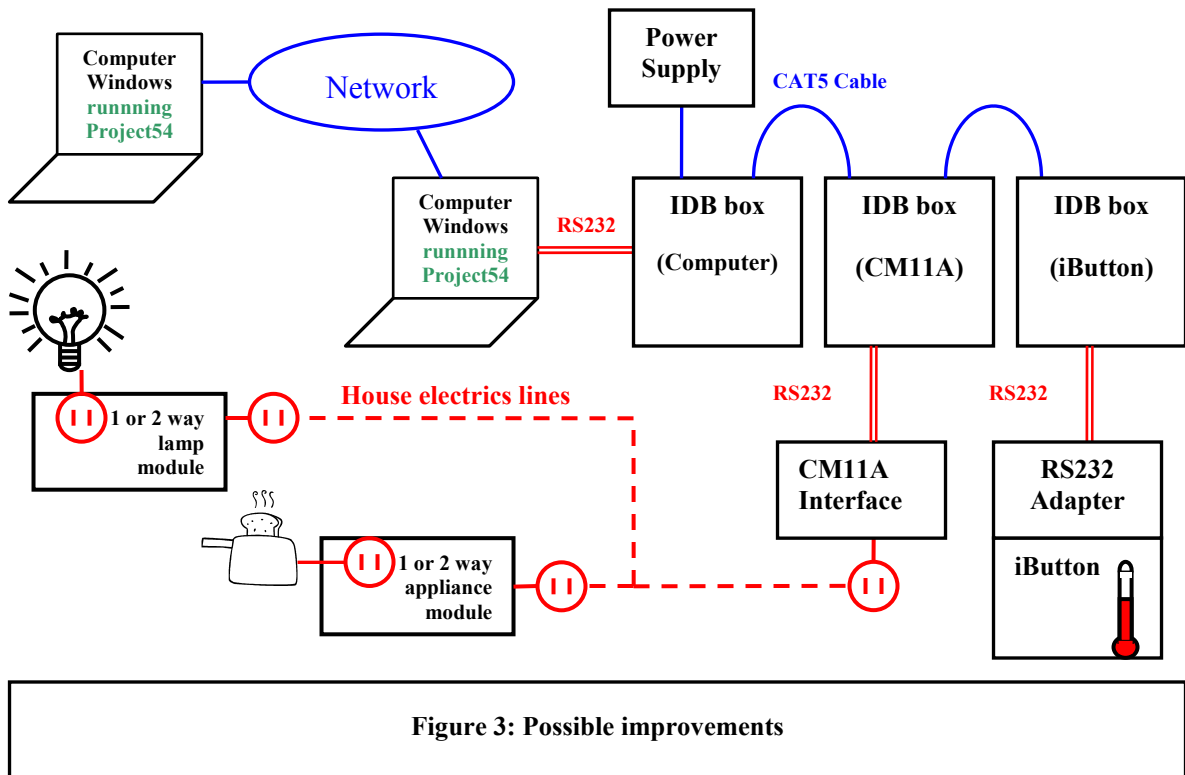 Computer
Windows
runnning
Project54
Network
Power
Supply
CAT5 Cable
Computer
Windows
runnning
Project54
RS232
IDB box
(Computer)
IDB box
(CM11A)
IDB box
(iButton)
1 or 2 way
lamp
module
House electrics lines
RS232
RS232
CM11A
Interface
RS232
Adapter
1 or 2 way
appliance
module
iButton
Figure 3: Possible improvements